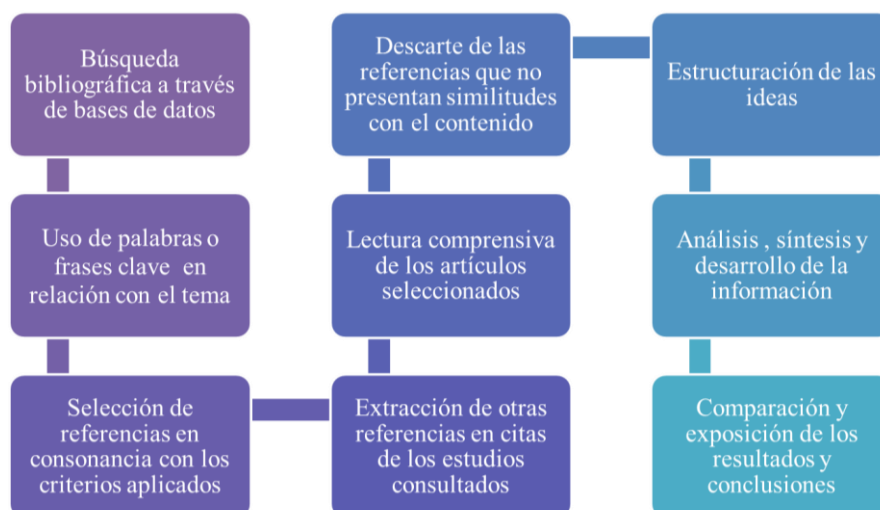 Búsqueda
bibliográfica a través
de bases de datos
Uso de palabras o
frases clave en
relación con el tema
Selección de
referencias en
consonancia con los
criterios aplicados
Extracción de otras
referencias en citas
de los estudios
consultados
Lectura comprensiva
de los artículos
seleccionados
Descarte de las
referencias que no
presentan similitudes
con el contenido
Estructuración de las
ideas
Análisis , síntesis y
desarrollo de la
información
Comparación y
exposición de los
resultados y
conclusiones